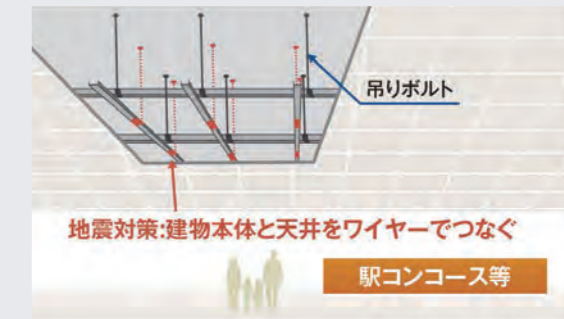 吊りボルト
地震対策:建物本体と天井をワイヤーでつなぐ
駅コンコース等